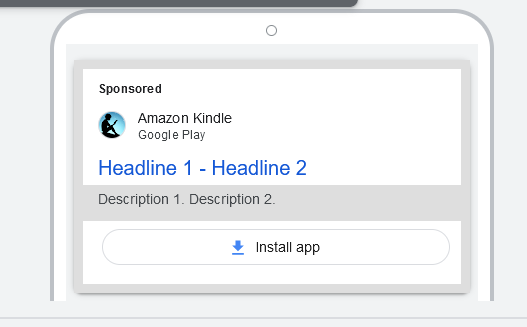 Sponsored
Amazon Kindle
Google Play
Headline 1 - Headline 2
Description 1. Description 2.
Install app